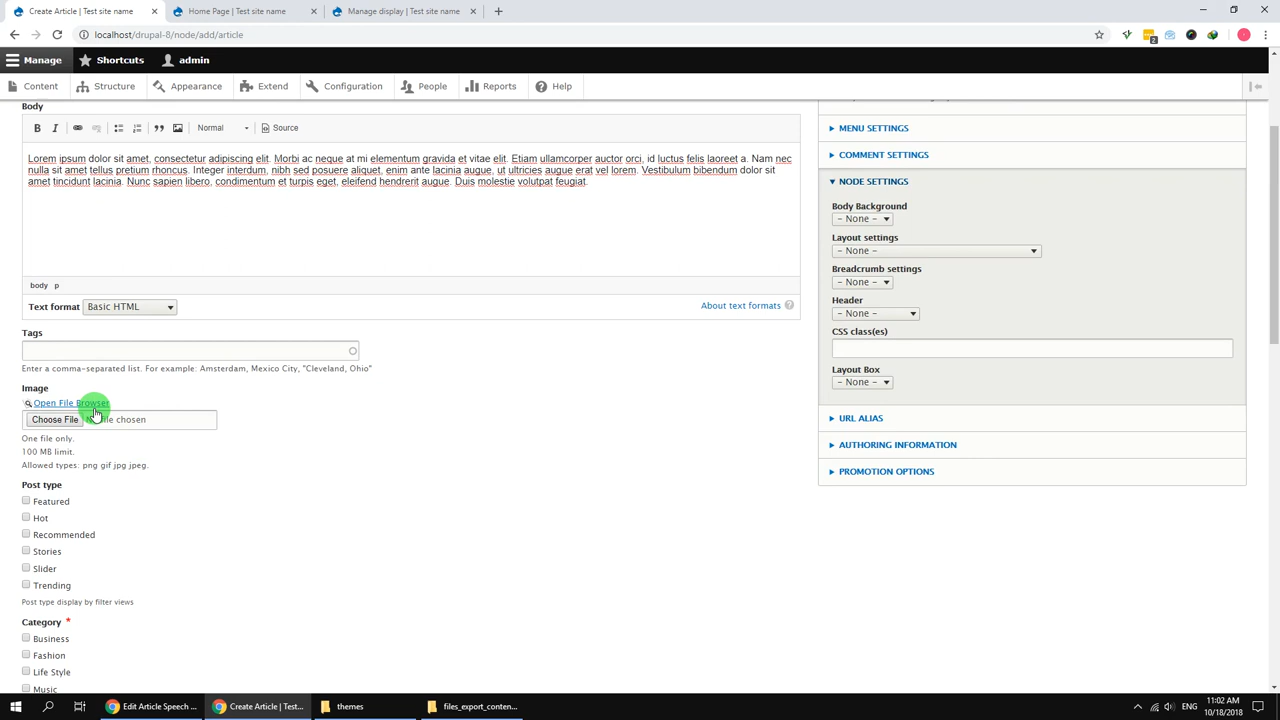 Create Article | Test site name
Home Page | Test site name
Manage display | Test site name
localhost/drupal-8/node/add/article
2
Manage
Shortcuts
admin
Content
Structure
Appearance
Extend
Configuration
People
Reports
Help
Body
Normal
Source
Lorem ipsum dolor sit amet, consectetur adipiscing elit. Morbi ac neque at mi elementum gravida et vitae elit. Etiam ullamcorper auctor orci, id luctus felis laoreet a. Nam nec
nulla sit amet tellus pretium rhoncus. Integer interdum, nibh sed posuere aliquet, enim ante lacinia augue, ut ultricies augue erat vel lorem. Vestibulum bibendum dolor sit
amet tincidunt lacinia. Nunc sapien libero, condimentum et turpis eget, eleifend hendrerit augue. Duis molestie volutpat feugiat.
body p
Text format Basic HTML
About text formats
Tags
Enter a comma-separated list. For example: Amsterdam, Mexico City, "Cleveland, Ohio"
Image
Open File Browser
Choose File file chosen
One file only.
100 MB limit.
Allowed types: png gif jpg jpeg.
Post type
Featured
Hot
Recommended
Stories
Slider
Trending
Post type display by filter views
Category *
Business
Fashion
Life Style
Music
MENU SETTINGS
COMMENT SETTINGS
NODE SETTINGS
Body Background
- None -
Layout settings
- None -
Breadcrumb settings
- None -
Header
- None -
CSS class(es)
Layout Box
- None -
URL ALIAS
AUTHORING INFORMATION
PROMOTION OPTIONS
Edit Article Speech ...
Create Article | Test...
themes
files_export_conten...
ENG
11:02 AM
10/18/2018